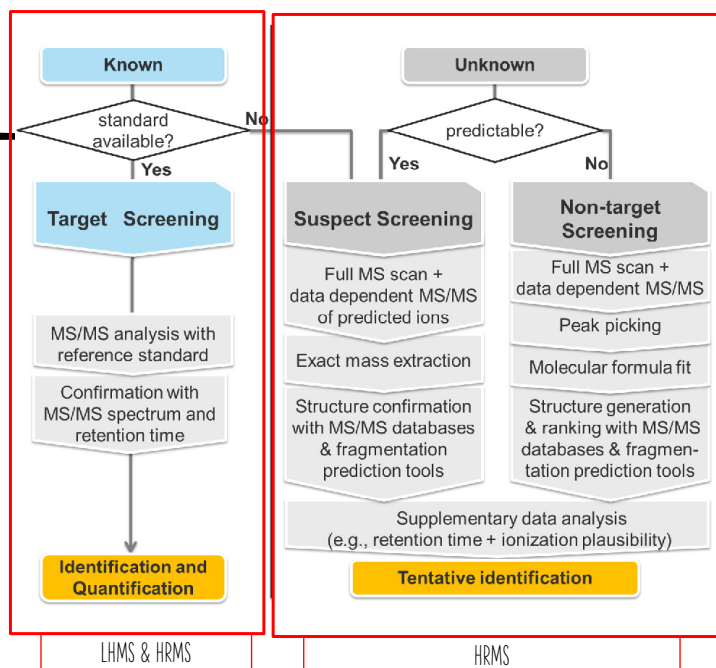 Known
standard
available?
No
Yes
Target Screening
MS/MS analysis with
reference standard
Confirmation with
MS/MS spectrum and
retention time
Identification and
Quantification
LHMS & HRMS
Unknown
predictable?
Yes
No
Suspect Screening
Full MS scan +
data dependent MS/MS
of predicted ions
Exact mass extraction
Structure confirmation
with MS/MS databases
& fragmentation
prediction tools
Non-target
Screening
Full MS scan +
data dependent MS/MS
Peak picking
Molecular formula fit
Structure generation
& ranking with MS/MS
databases & fragmen-
tation prediction tools
Supplementary data analysis
(e.g., retention time + ionization plausibility)
Tentative identification
HRMS